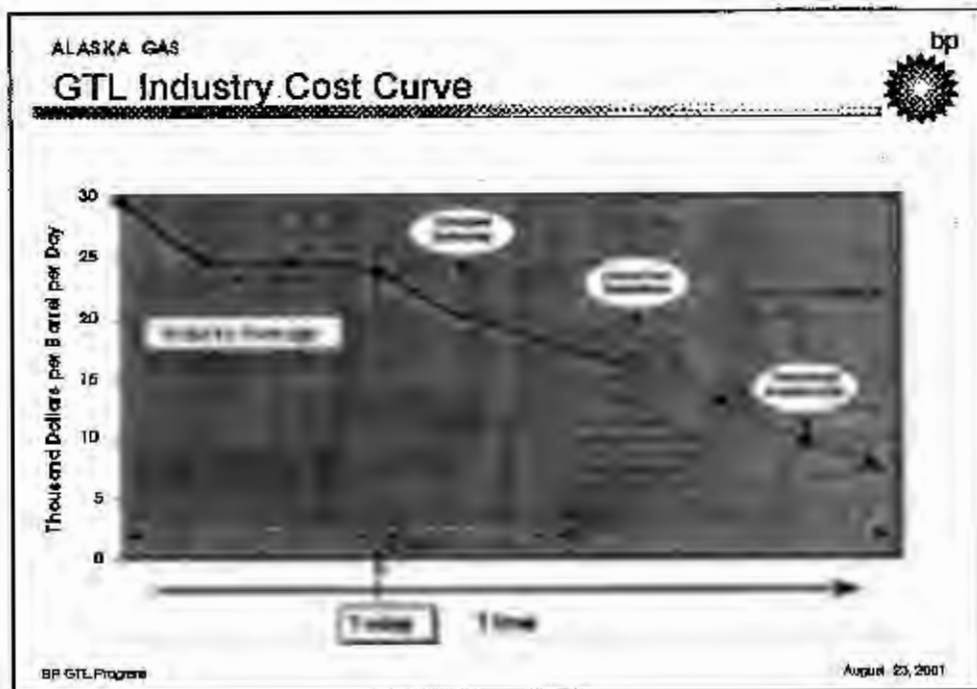 ALASKA GAS
bp
GTL Industry Cost Curve
Thousand Dollars per Barrel per Day
30
25
20
15
10
5
0
Industry Average
Today
Time
BP GTL Program
August 23, 2001